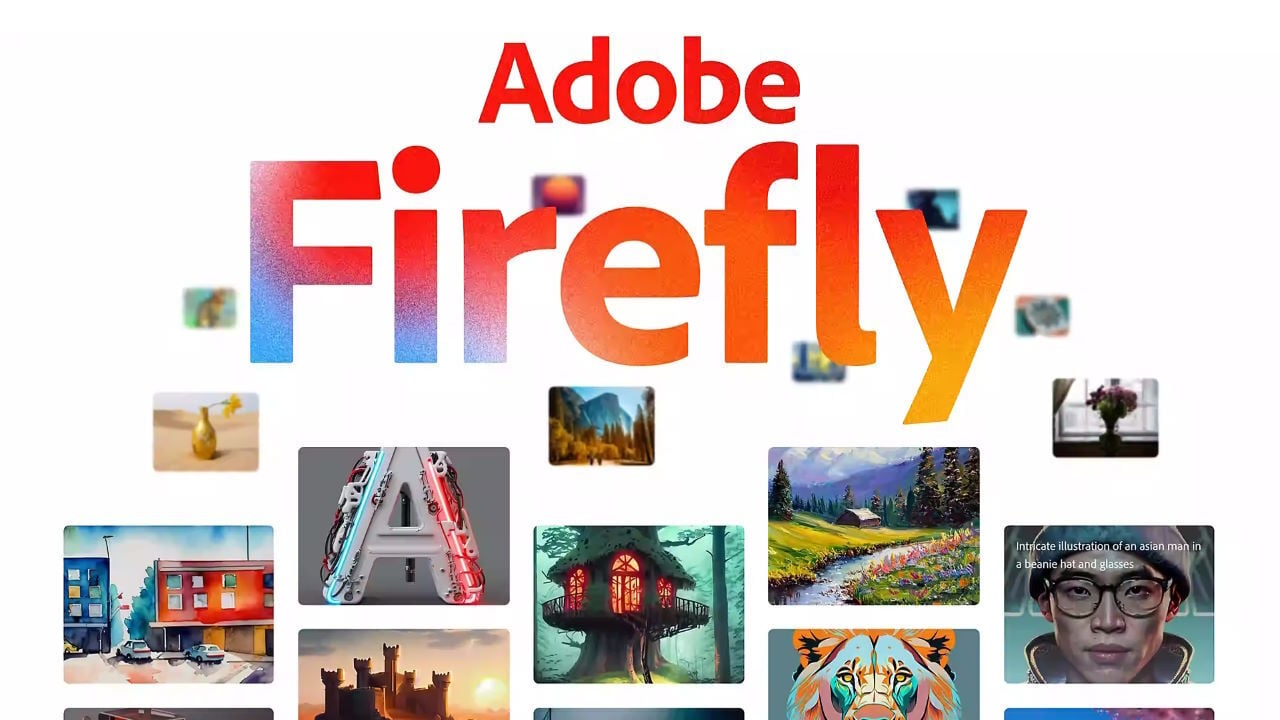 Adobe
Firefly
A
Intricate illustration of an asian man in
a beanie hat and glasses